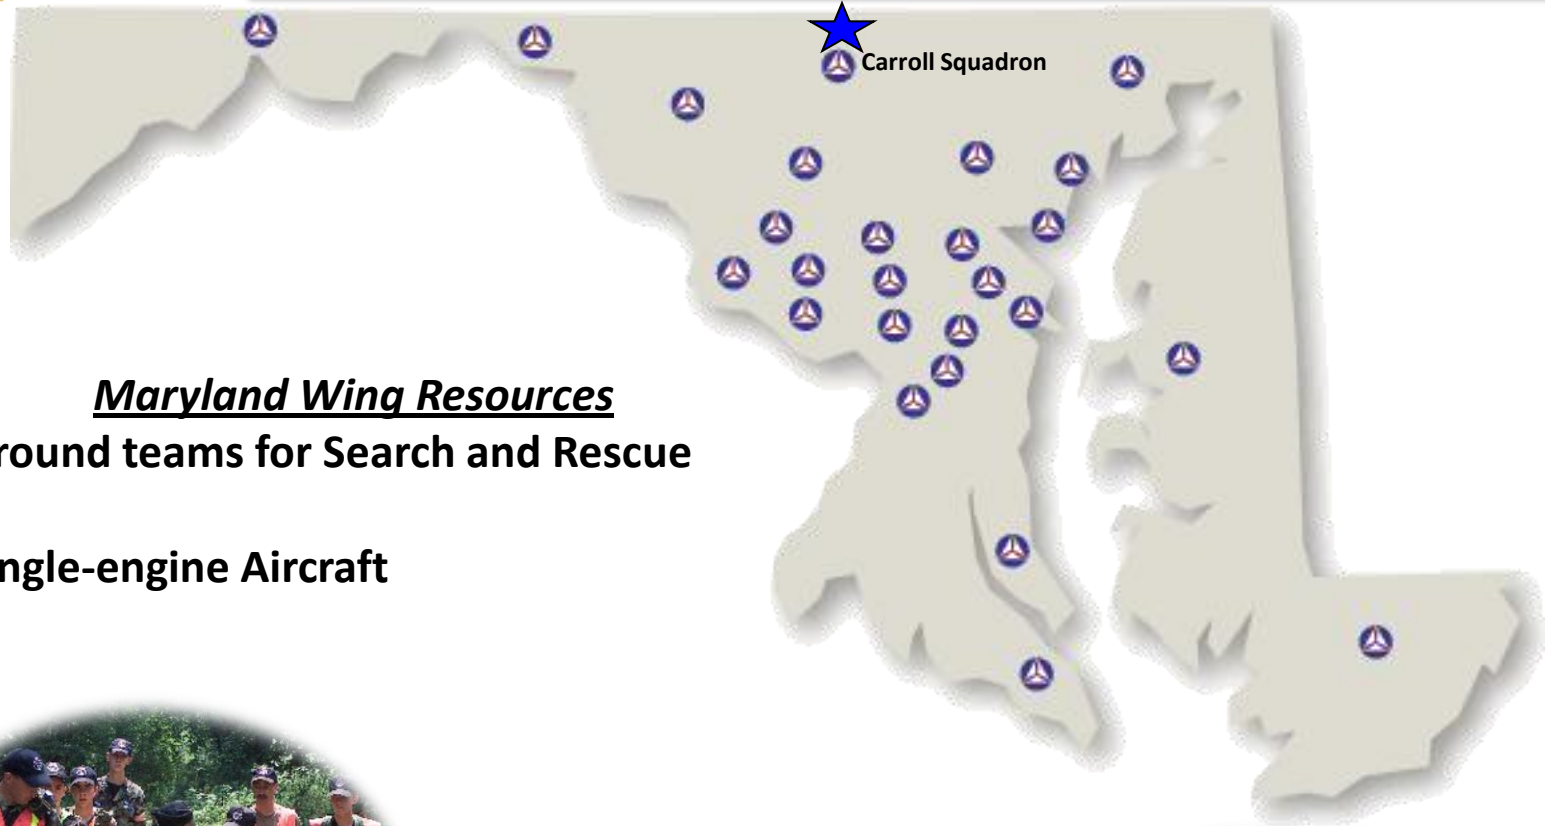 Carroll Squadron
Maryland Wing Resources
round teams for Search and Rescue
ngle-engine Aircraft